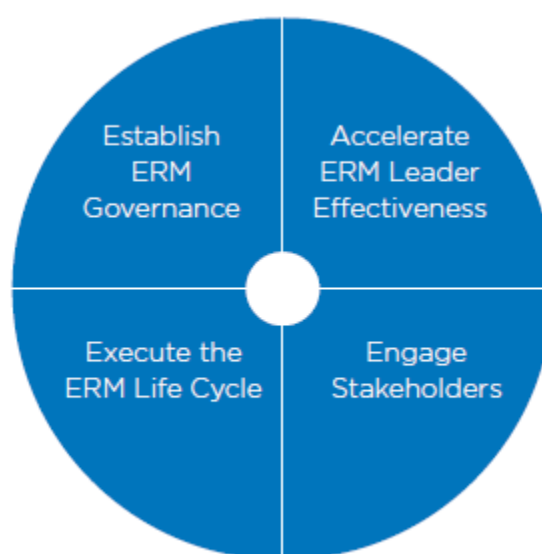 Establish
ERM
Governance
Accelerate
ERM Leader
Effectiveness
Execute the
ERM Life Cycle
Engage
Stakeholders